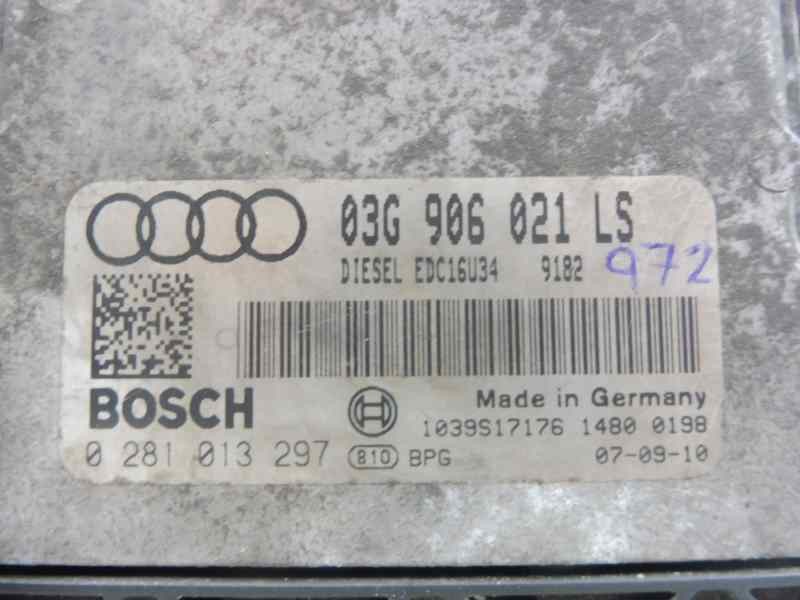 03G 906 021 LS
DIESEL EDC16U34 9182 972
BOSCH
Made in Germany
1039S17176 1480 0198
0 281 013 297 810 BPG 07-09-10